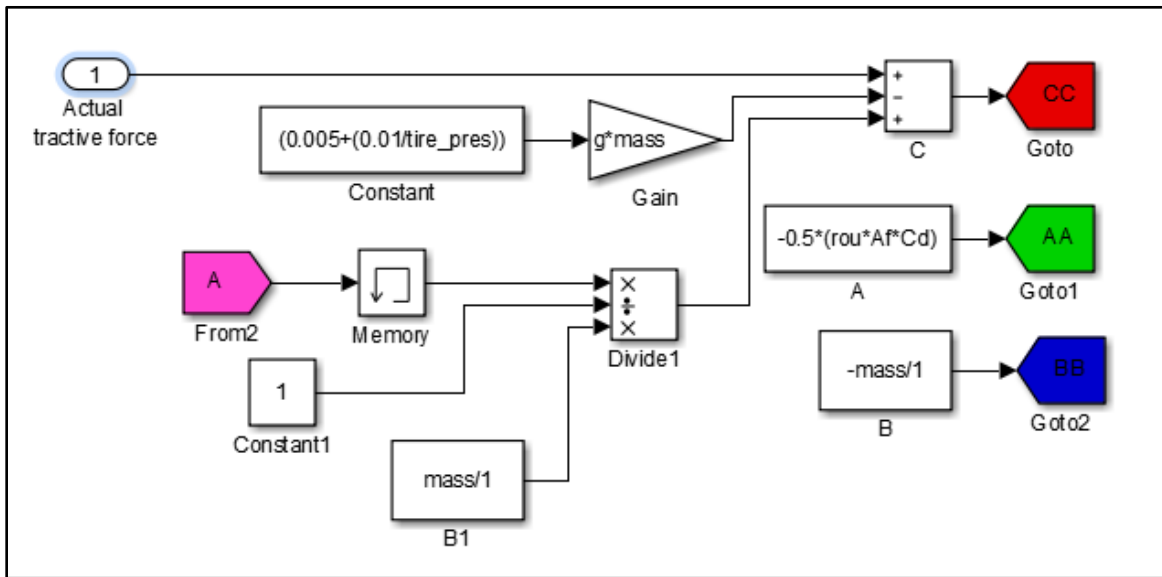 1
Actual
tractive force
(0.005+(0.01/tire_pres))
Constant
g*mass
Gain
+
−
+
C
CC
Goto
-0.5*(rou*Af*Cd)
A
AA
Goto1
A
From2
Memory
×
÷
×
Divide1
1
Constant1
mass/1
B1
-mass/1
B
BB
Goto2